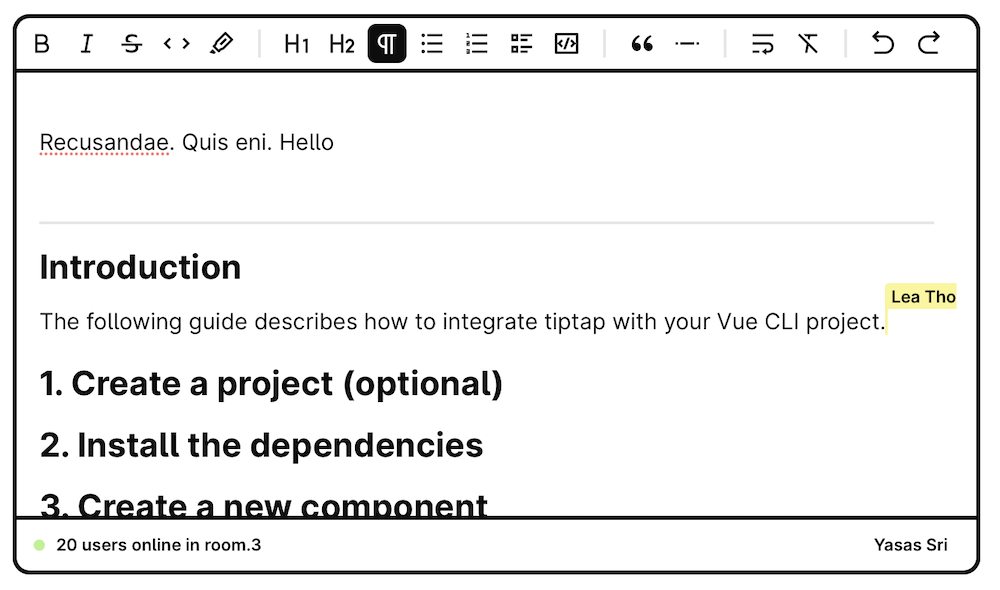 B I S H1 H2
Recusandae. Quis eni. Hello
Introduction
Lea Tho
The following guide describes how to integrate tiptap with your Vue CLI project.
1. Create a project (optional)
2. Install the dependencies
3. Create a new component
20 users online in room.3
Yasas Sri